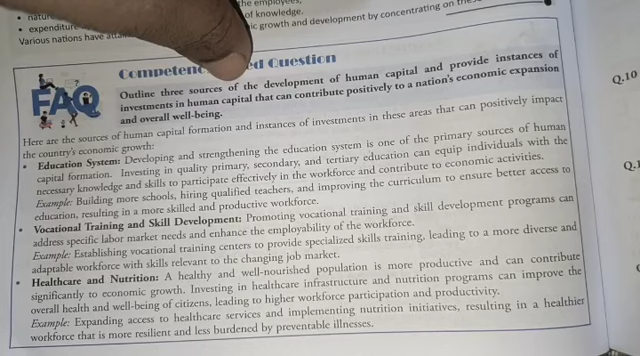 the employees,
• nature
of knowledge.
• expenditure
ic growth and development by concentrating on
Various nations have
Competenc d Question
FAQ
Outline three sources of the development of human capital and provide instances of
investments in human capital that can contribute positively to a nation's economic expansion
and overall well-being.
Here are the sources of human capital formation and instances of investments in these areas that can positively impact
the country's economic growth:
• Education System: Developing and strengthening the education system is one of the primary sources of human
capital formation. Investing in quality primary, secondary, and tertiary education can equip individuals with the
necessary knowledge and skills to participate effectively in the workforce and contribute to economic activities.
Example: Building more schools, hiring qualified teachers, and improving the curriculum to ensure better access to
education, resulting in a more skilled and productive workforce.
• Vocational Training and Skill Development: Promoting vocational training and skill development programs can
address specific labor market needs and enhance the employability of the workforce.
Example: Establishing vocational training centers to provide specialized skills training, leading to a more diverse and
adaptable workforce with skills relevant to the changing job market.
• Healthcare and Nutrition: A healthy and well-nourished population is more productive and can contribute
significantly to economic growth. Investing in healthcare infrastructure and nutrition programs can improve the
overall health and well-being of citizens, leading to higher workforce participation and productivity.
Example: Expanding access to healthcare services and implementing nutrition initiatives, resulting in a healthier
workforce that is more resilient and less burdened by preventable illnesses.
Q.10